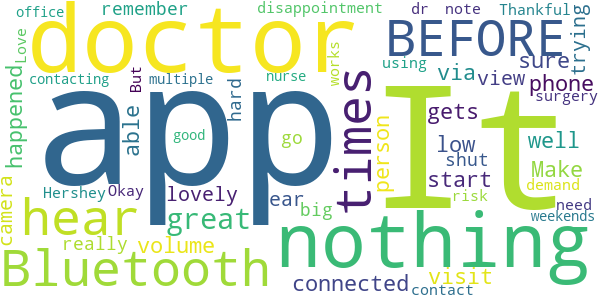 office remember disappointment dr note Thankful
Love doctor BEFORE trying
contacting But multiple nurse works using via view sure phone
happened app able hard good go times It gets surgery
person low well
Hershey Okay lovely ear shut start Make
camera hear great big nothing risk demand
really volume need weekends
Bluetooth connected visit contact